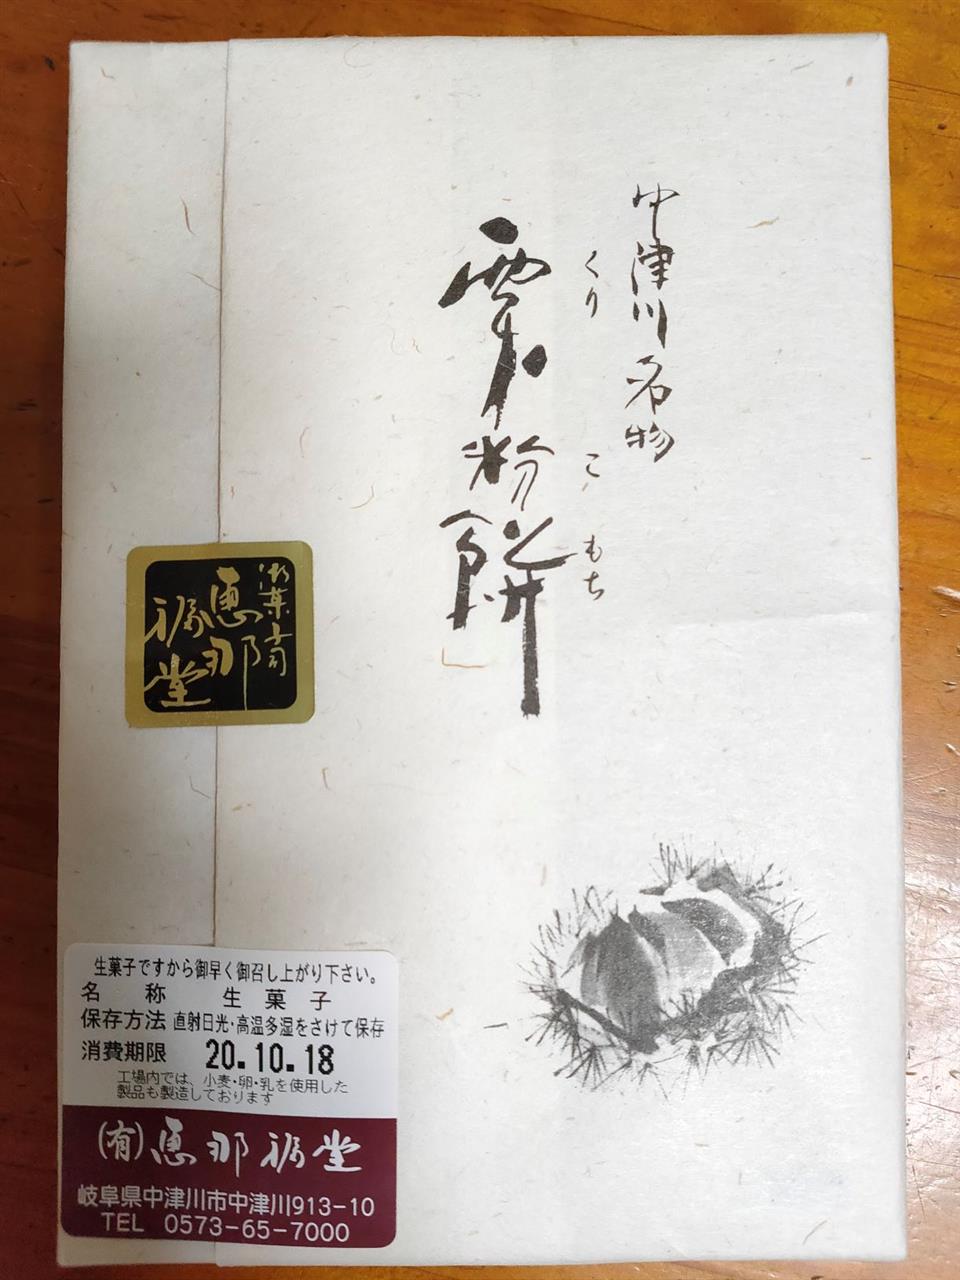 中津川名物
くりこもち
栗粉餅
御菓子司
恵那福堂
生菓子ですから御早く御召し上がり下さい。
名称 生菓子
保存方法 直射日光・高温多湿をさけて保存
消費期限 20.10.18
工場内では、小麦・卵・乳を使用した
製品も製造しております
(有)恵那福堂
岐阜県中津川市中津川913-10
TEL 0573-65-7000